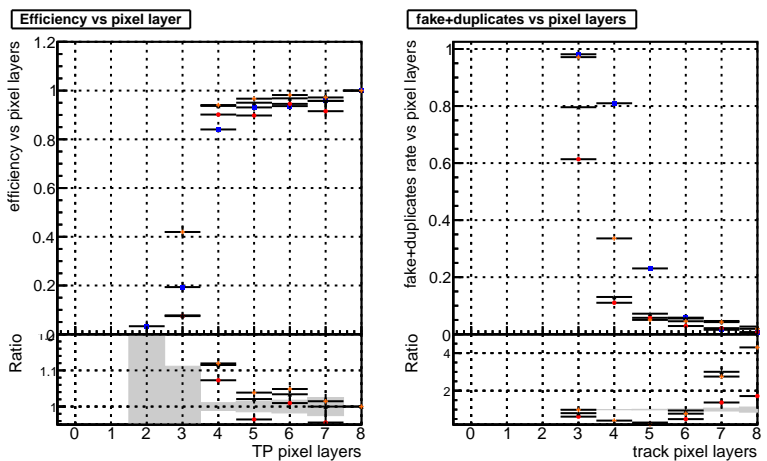 Efficiency vs pixel layer
efficiency vs pixel layers
1.2
1
0.8
0.6
0.4
0.2
0
Ratio
1.1
1
0 1 2 3 4 5 6 7 8
TP pixel layers
fake+duplicates vs pixel layers
fake+duplicates rate vs pixel layers
1
0.8
0.6
0.4
0.2
0
Ratio
4
2
0 1 2 3 4 5 6 7 8
track pixel layers